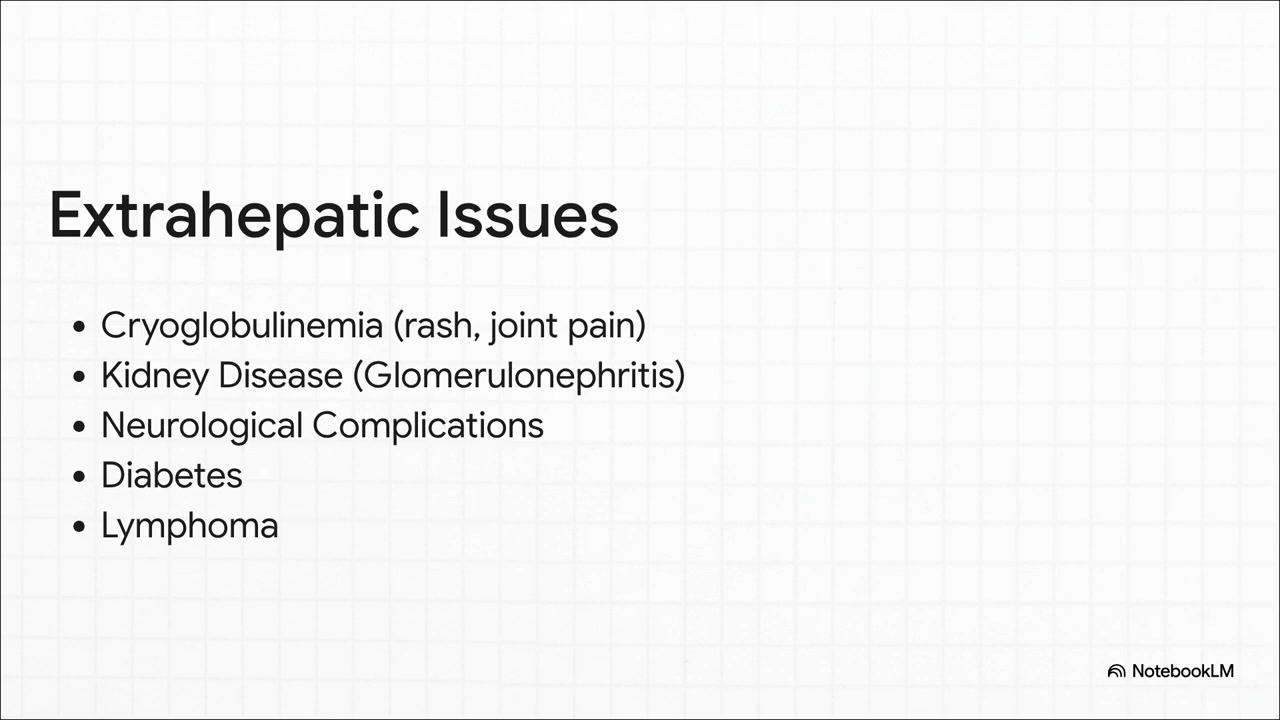 Extrahepatic Issues
• Cryoglobulinemia (rash, joint pain)
• Kidney Disease (Glomerulonephritis)
• Neurological Complications
• Diabetes
• Lymphoma
NotebookLM